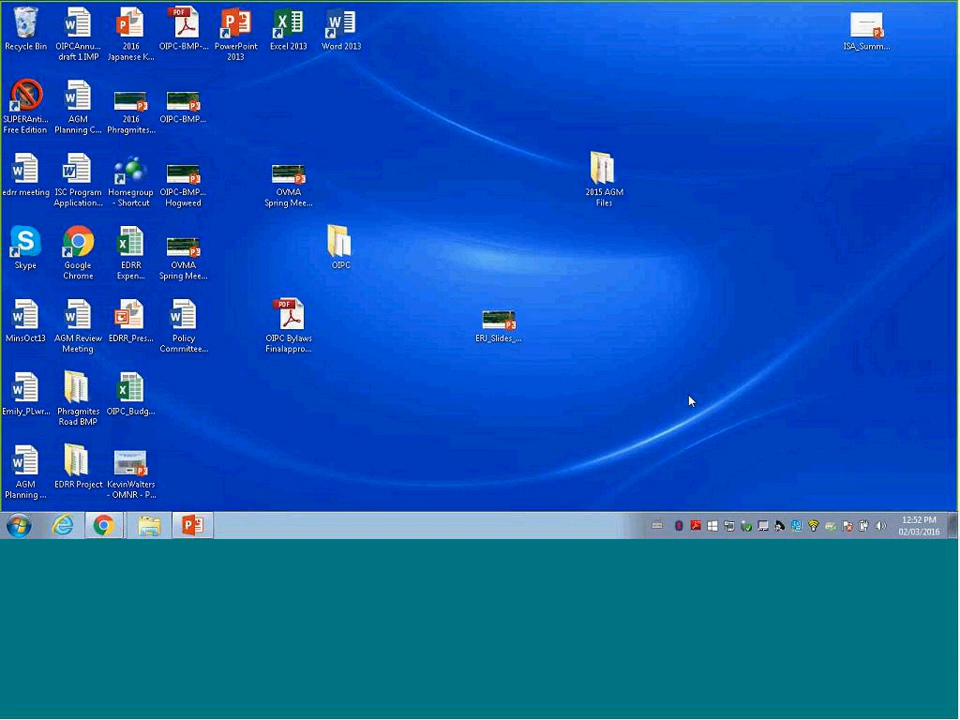 Recycle Bin
OIPCAnnu...
draft 1.IMP
2016
Japanese K...
OIPC-BMP-...
PowerPoint
2013
Excel 2013
Word 2013
ISA_Summ...
SUPERAnti...
Free Edition
AGM
Planning C...
2016
Phragmites...
OIPC-BMP...
edrr meeting
ISC Program
Application...
Homegroup
- Shortcut
OIPC-BMP...
Hogweed
OVMA
Spring Mee...
2015 AGM
Files
Skype
Google
Chrome
EDRR
Expen...
OVMA
Spring Mee...
OIPC
MinsOct13
AGM Review
Meeting
EDRR_Pres...
Policy
Committee...
OIPC Bylaws
Finalappro...
ERJ_Slides_...
Emily_PLwr...
Phragmites
Road BMP
OIPC_Budg...
AGM
Planning ...
EDRR Project
KevinWalters
- OMNR - P...
12:52 PM
02/03/2016